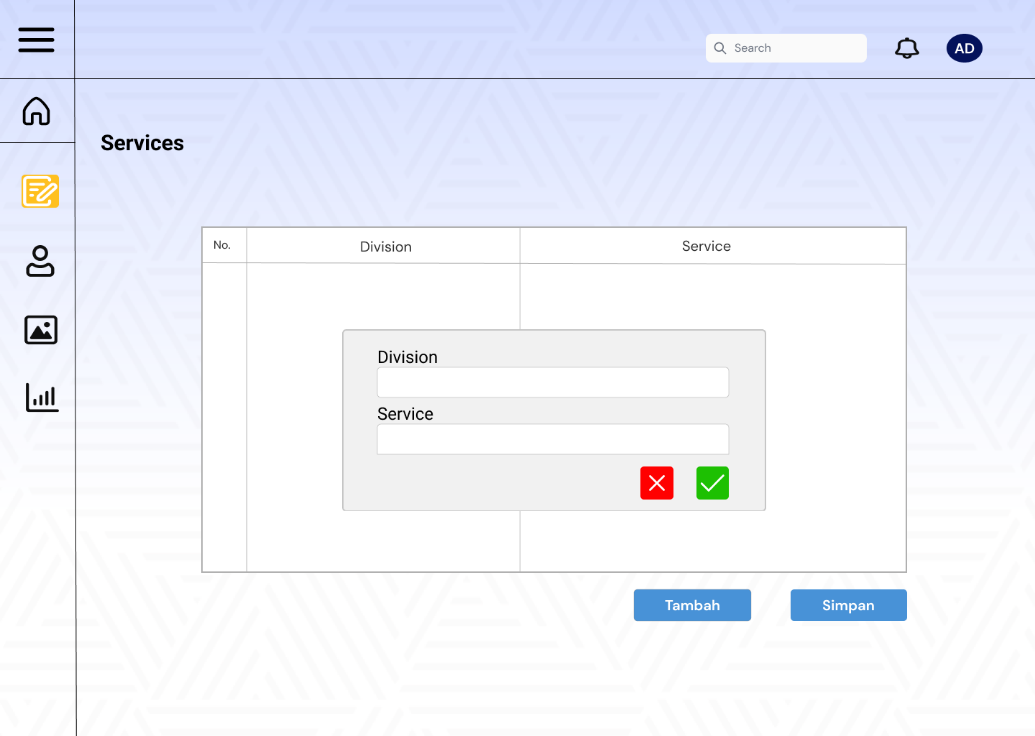 Search
AD
Services
No.
Division
Service
Division
Service
Tambah
Simpan